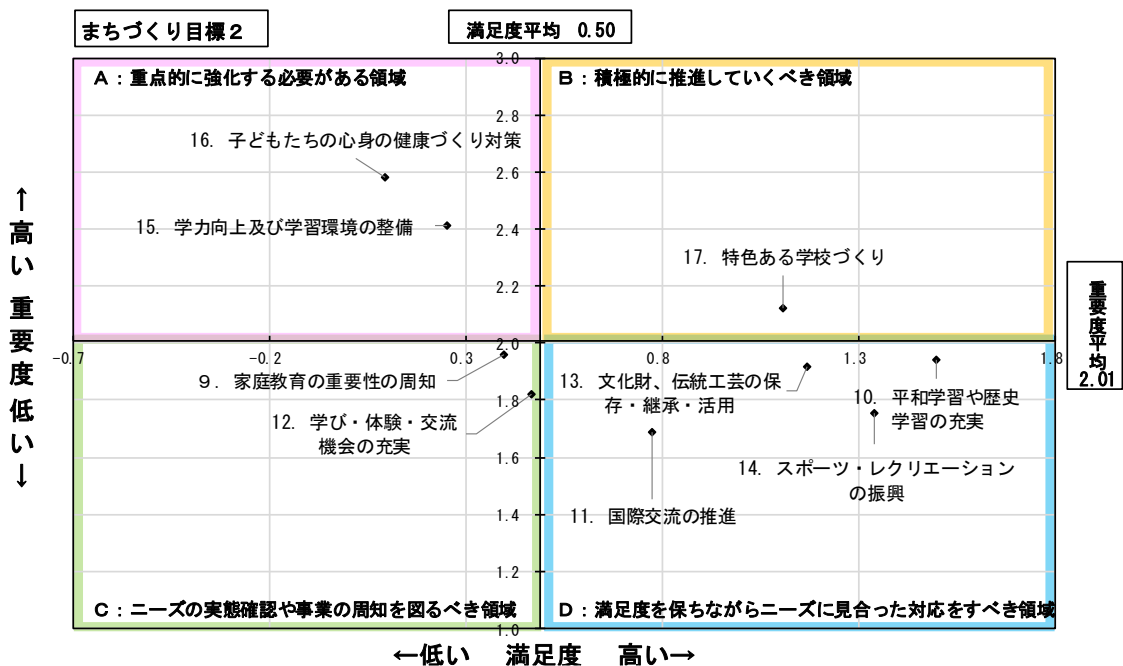 まちづくり目標２
満足度平均 0.50
A：重点的に強化する必要がある領域
B：積極的に推進していくべき領域
3.0
2.8
2.6
2.4
2.2
2.0
1.8
1.6
1.4
1.2
1.0
16. 子どもたちの心身の健康づくり対策
15. 学力向上及び学習環境の整備
17. 特色ある学校づくり
-0.7
-0.2
0.3
0.8
1.3
1.8
９. 家庭教育の重要性の周知
12. 学び・体験・交流
機会の充実
13. 文化財、伝統工芸の保
存・継承・活用
10. 平和学習や歴史
学習の充実
14. スポーツ・レクリエーション
の振興
11. 国際交流の推進
C：ニーズの実態確認や事業の周知を図るべき領域
D：満足度を保ちながらニーズに見合った対応をすべき領域
←低い 満足度 高い→
↑高い 重要度 低い↓
重要度平均
2.01